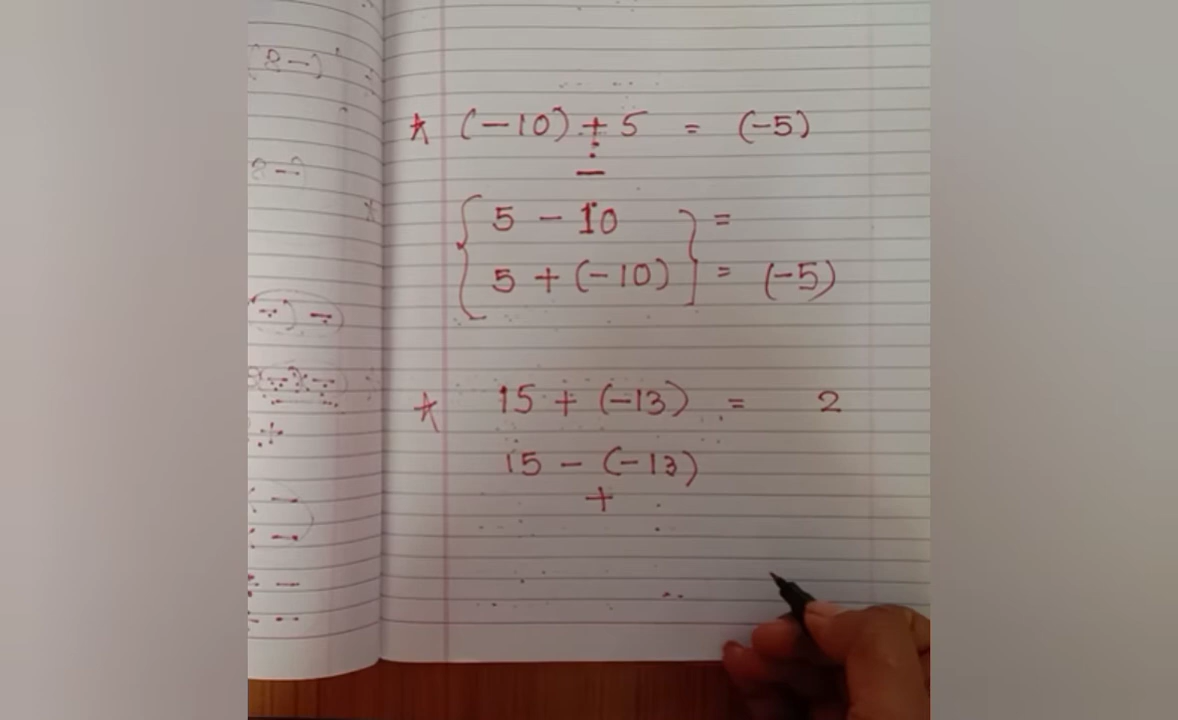 * (-10) + 5 = (-5)
-
5 - 10 =
5 + (-10) = (-5)
* 15 + (-13) = 2
15 - (-13)
+